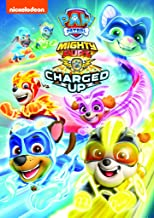 nickelodeon
PAW
PATROL
MIGHTY
PUPS
CHARGED
UP